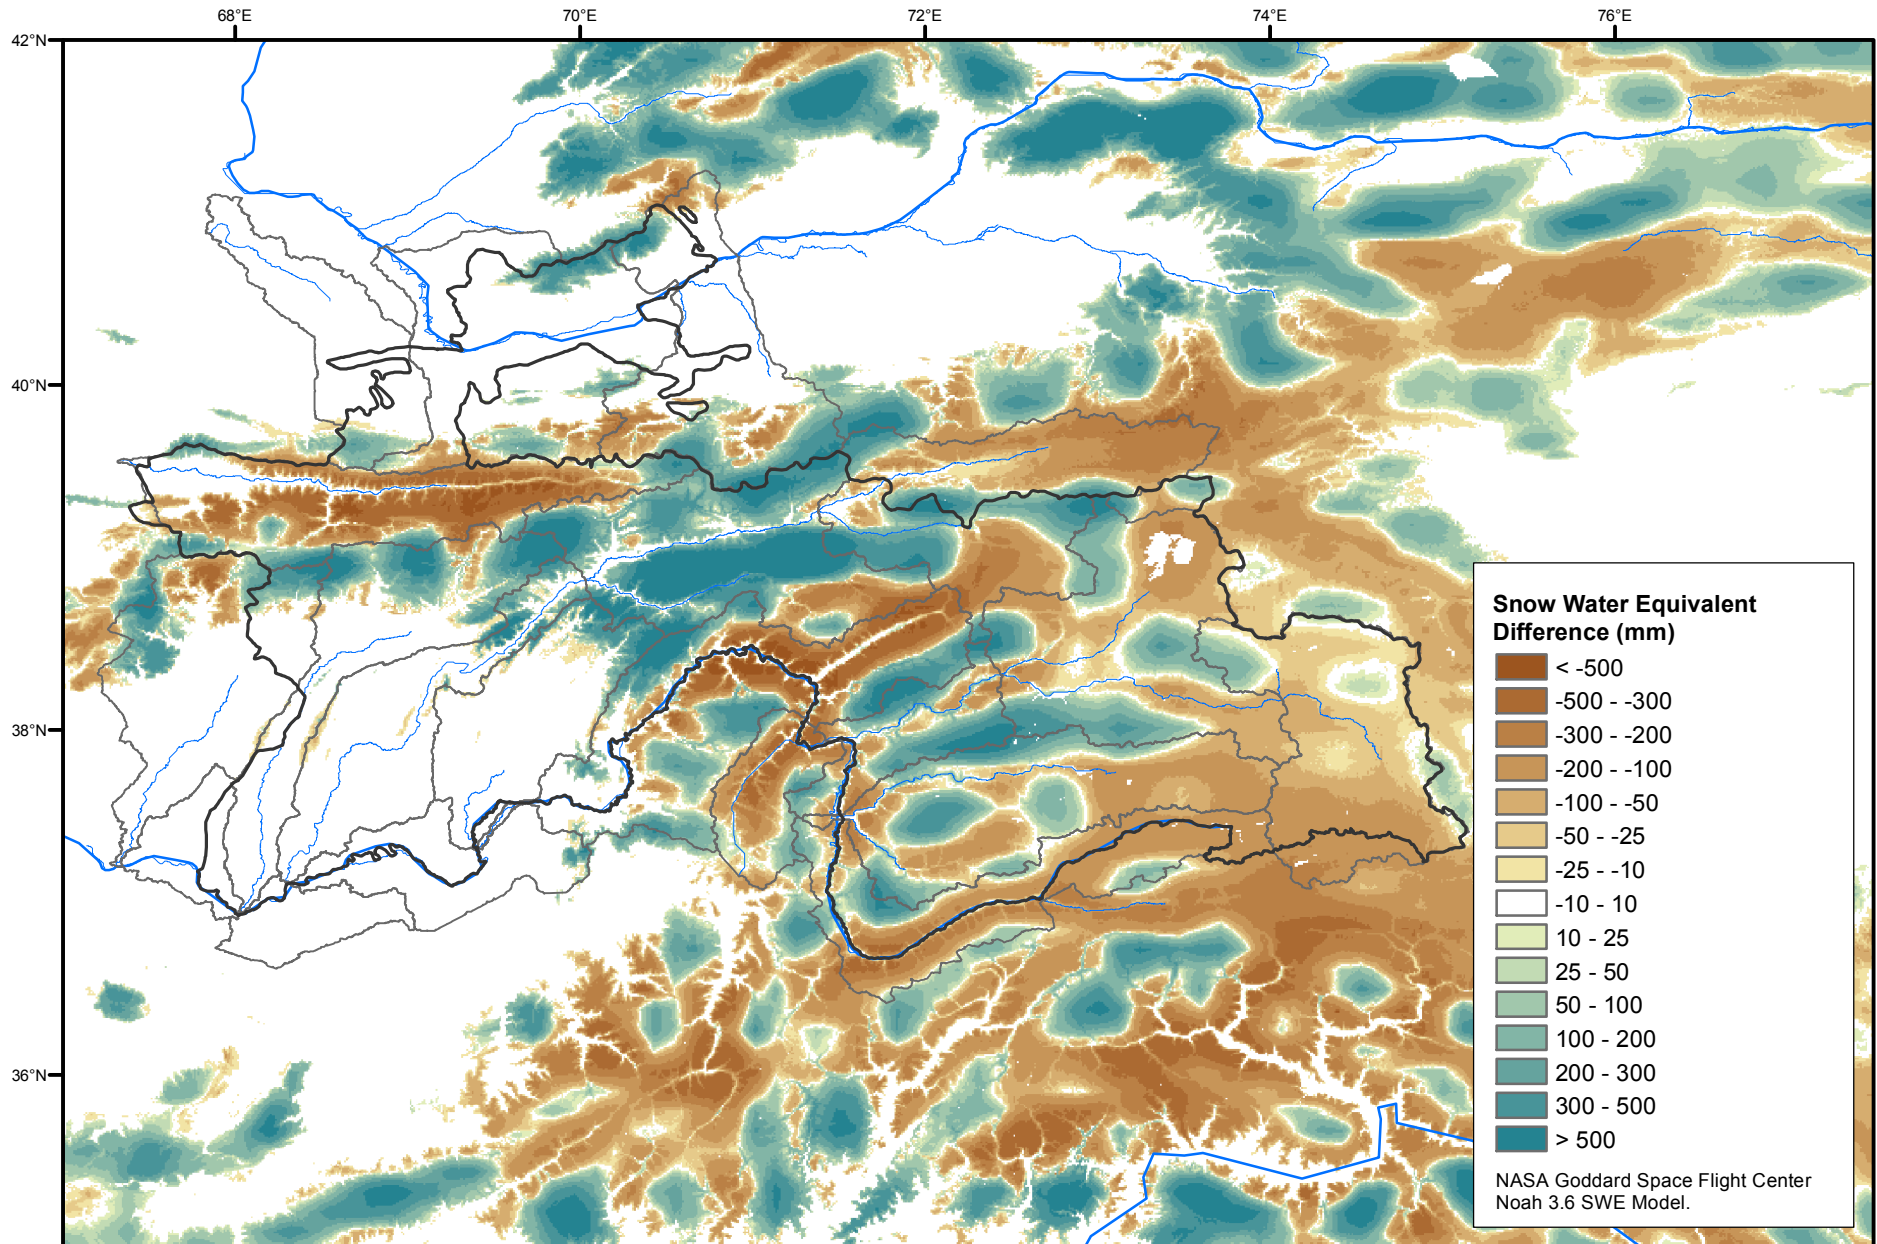 68°E
70°E
72°E
74°E
76°E
42°N
40°N
38°N
36°N
Snow Water Equivalent
Difference (mm)
< -500
-500 - -300
-300 - -200
-200 - -100
-100 - -50
-50 - -25
-25 - -10
-10 - 10
10 - 25
25 - 50
50 - 100
100 - 200
200 - 300
300 - 500
> 500
NASA Goddard Space Flight Center
Noah 3.6 SWE Model.